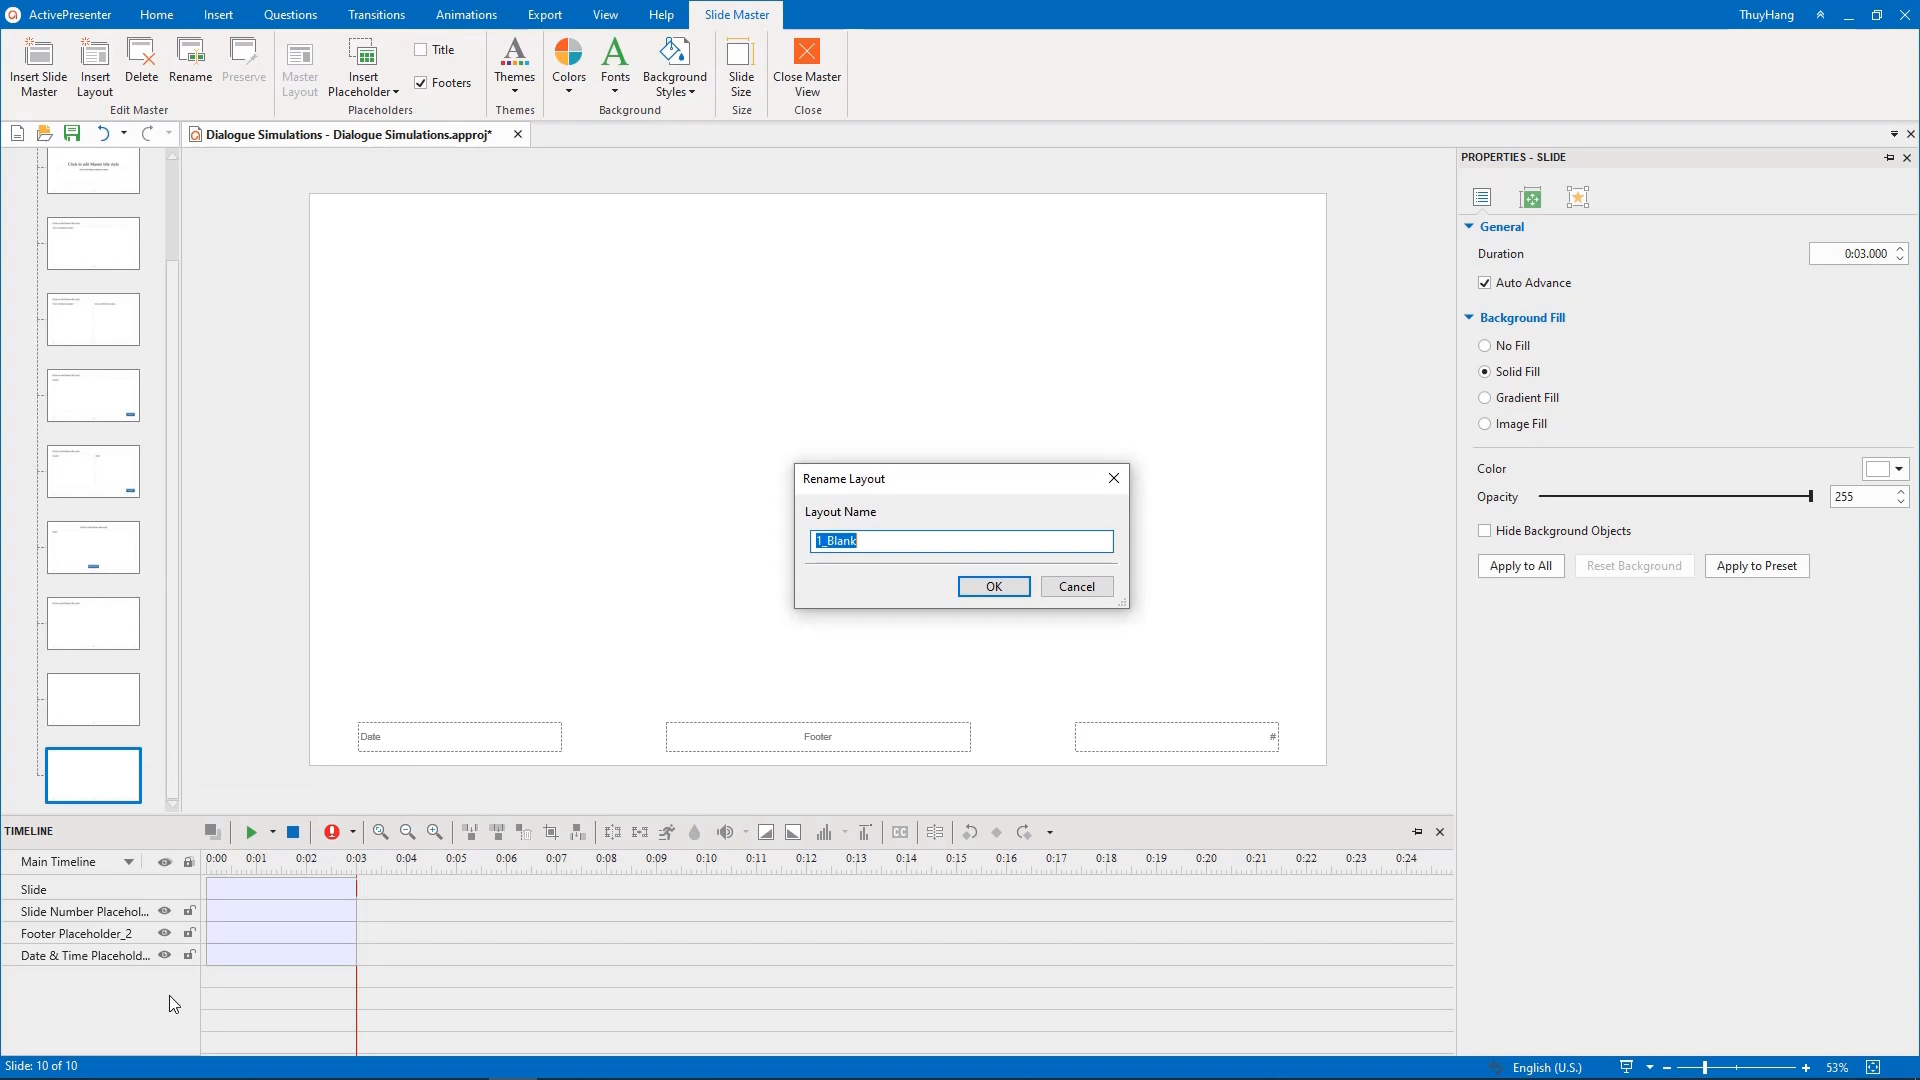 ActivePresenter Home Insert Questions Transitions Animations Export View Help Slide Master ThuyHang
Insert Slide Master
Insert Layout
Delete
Rename
Preserve
Edit Master
Master Layout
Insert Placeholder
Title
Footers
Placeholders
Themes
Themes
Colors
Fonts
Background Styles
Background
Slide Size
Size
Close Master View
Close
Dialogue Simulations - Dialogue Simulations.approj*
Click to edit Master title style
Date
Footer
#
Rename Layout
Layout Name
1_Blank
OK Cancel
PROPERTIES - SLIDE
General
Duration 0:03.000
Auto Advance
Background Fill
No Fill
Solid Fill
Gradient Fill
Image Fill
Color
Opacity 255
Hide Background Objects
Apply to All Reset Background Apply to Preset
TIMELINE
Main Timeline 0:00 0:01 0:02 0:03 0:04 0:05 0:06 0:07 0:08 0:09 0:10 0:11 0:12 0:13 0:14 0:15 0:16 0:17 0:18 0:19 0:20 0:21 0:22 0:23 0:24
Slide
Slide Number Placehol...
Footer Placeholder_2
Date & Time Placehold...
Slide: 10 of 10 English (U.S.) 53%